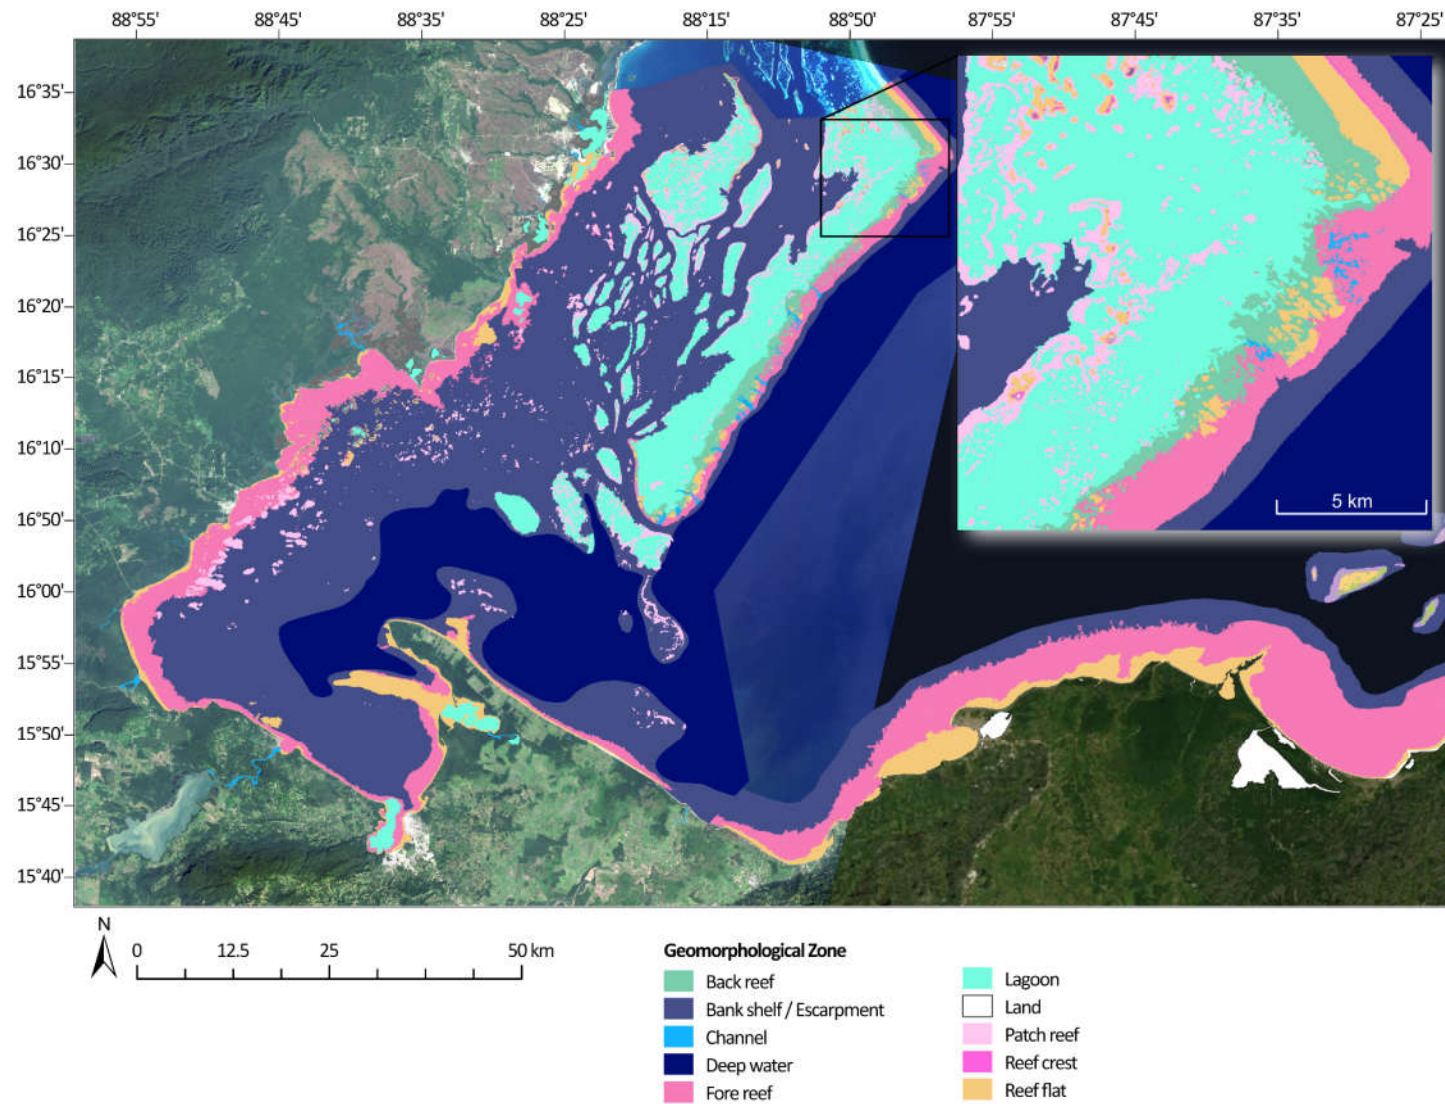 88°55' 88°45' 88°35' 88°25' 88°15' 88°50' 87°55' 87°45' 87°35' 87°25'
16°35'
16°30'
16°25'
16°20'
16°15'
16°10'
16°50'
16°00'
15°55'
15°50'
15°45'
15°40'
5 km
N
0 12.5 25 50 km
Geomorphological Zone
Back reef
Bank shelf / Escarpment
Channel
Deep water
Fore reef
Lagoon
Land
Patch reef
Reef crest
Reef flat